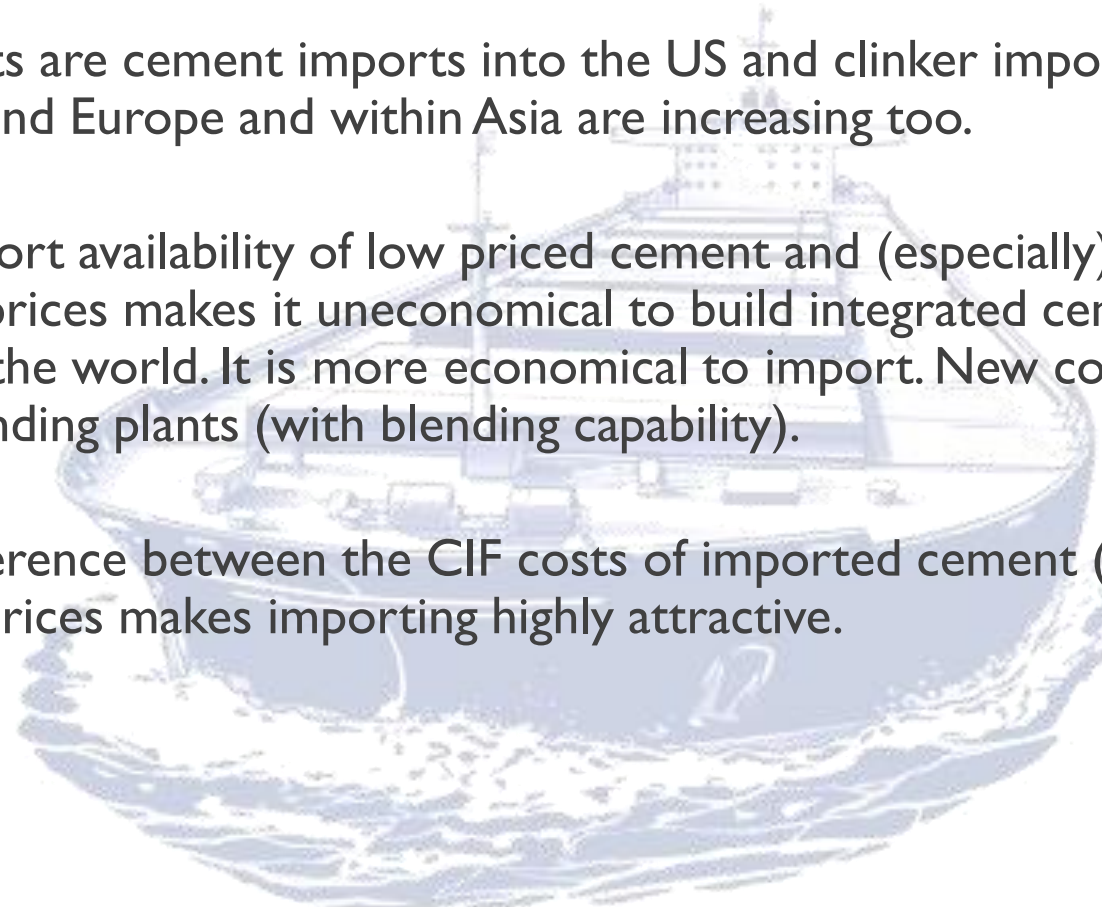 ts are cement imports into the US and clinker impo
nd Europe and within Asia are increasing too.
ort availability of low priced cement and (especially)
prices makes it uneconomical to build integrated cer
the world. It is more economical to import. New co
nding plants (with blending capability).
erence between the CIF costs of imported cement (
rices makes importing highly attractive.